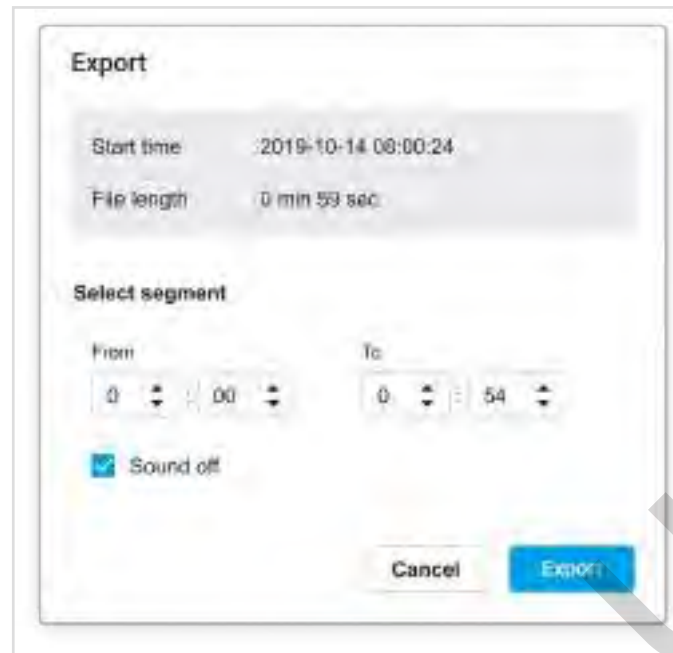 Export
Start time 2019-10-14 08:00:24
File length 0 min 59 sec
Select segment
From To
0 : 00 0 : 54
Sound off
Cancel Export